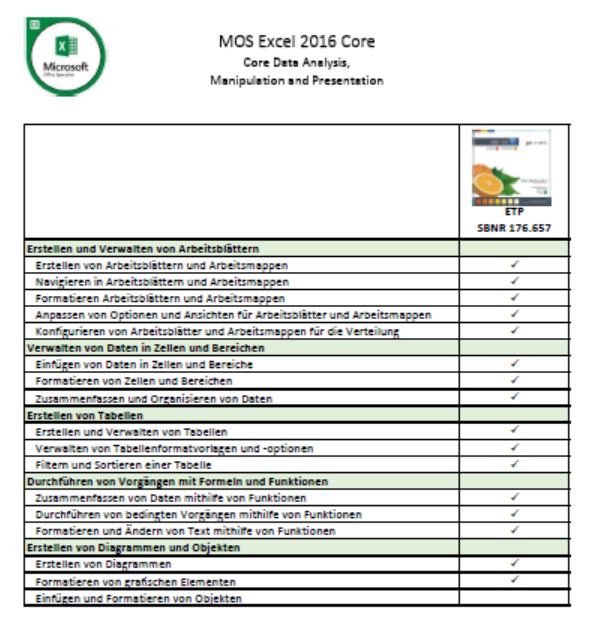 Microsoft
Office Specialist
MOS Excel 2016 Core
Core Data Analysis,
Manipulation and Presentation
ETP
SBNR 176.657
Erstellen und Verwalten von Arbeitsblättern
Erstellen von Arbeitsblättern und Arbeitsmappen ✓
Navigieren in Arbeitsblättern und Arbeitsmappen ✓
Formatieren Arbeitsblättern und Arbeitsmappen ✓
Anpassen von Optionen und Ansichten für Arbeitsblätter und Arbeitsmappen ✓
Konfigurieren von Arbeitsblätter und Arbeitsmappen für die Verteilung ✓
Verwalten von Daten in Zellen und Bereichen
Einfügen von Daten in Zellen und Bereiche ✓
Formatieren von Zellen und Bereichen ✓
Zusammenfassen und Organisieren von Daten ✓
Erstellen von Tabellen
Erstellen und Verwalten von Tabellen ✓
Verwalten von Tabellenformatvorlagen und -optionen ✓
Filtern und Sortieren einer Tabelle ✓
Durchführen von Vorgängen mit Formeln und Funktionen
Zusammenfassen von Daten mithilfe von Funktionen ✓
Durchführen von bedingten Vorgängen mithilfe von Funktionen ✓
Formatieren und Ändern von Text mithilfe von Funktionen ✓
Erstellen von Diagrammen und Objekten
Erstellen von Diagrammen ✓
Formatieren von grafischen Elementen ✓
Einfügen und Formatieren von Objekten